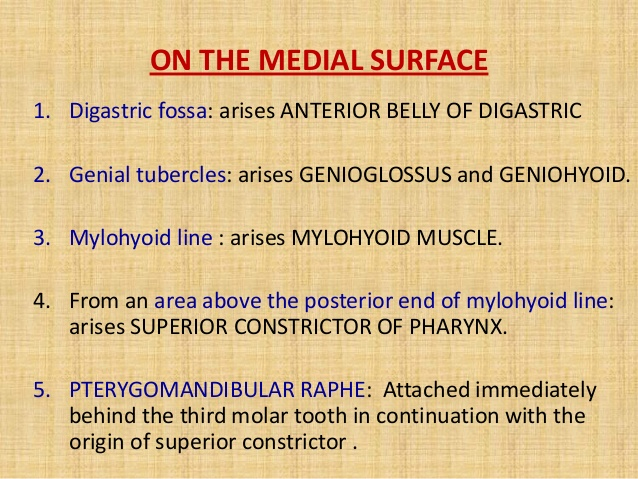 ON THE MEDIAL SURFACE
1. Digastric fossa: arises ANTERIOR BELLY OF DIGASTRIC
2. Genial tubercles: arises GENIOGLOSSUS and GENIOHYOID.
3. Mylohyoid line : arises MYLOHYOID MUSCLE.
4. From an area above the posterior end of mylohyoid line:
arises SUPERIOR CONSTRICTOR OF PHARYNX.
5. PTERYGOMANDIBULAR RAPHE: Attached immediately
behind the third molar tooth in continuation with the
origin of superior constrictor .